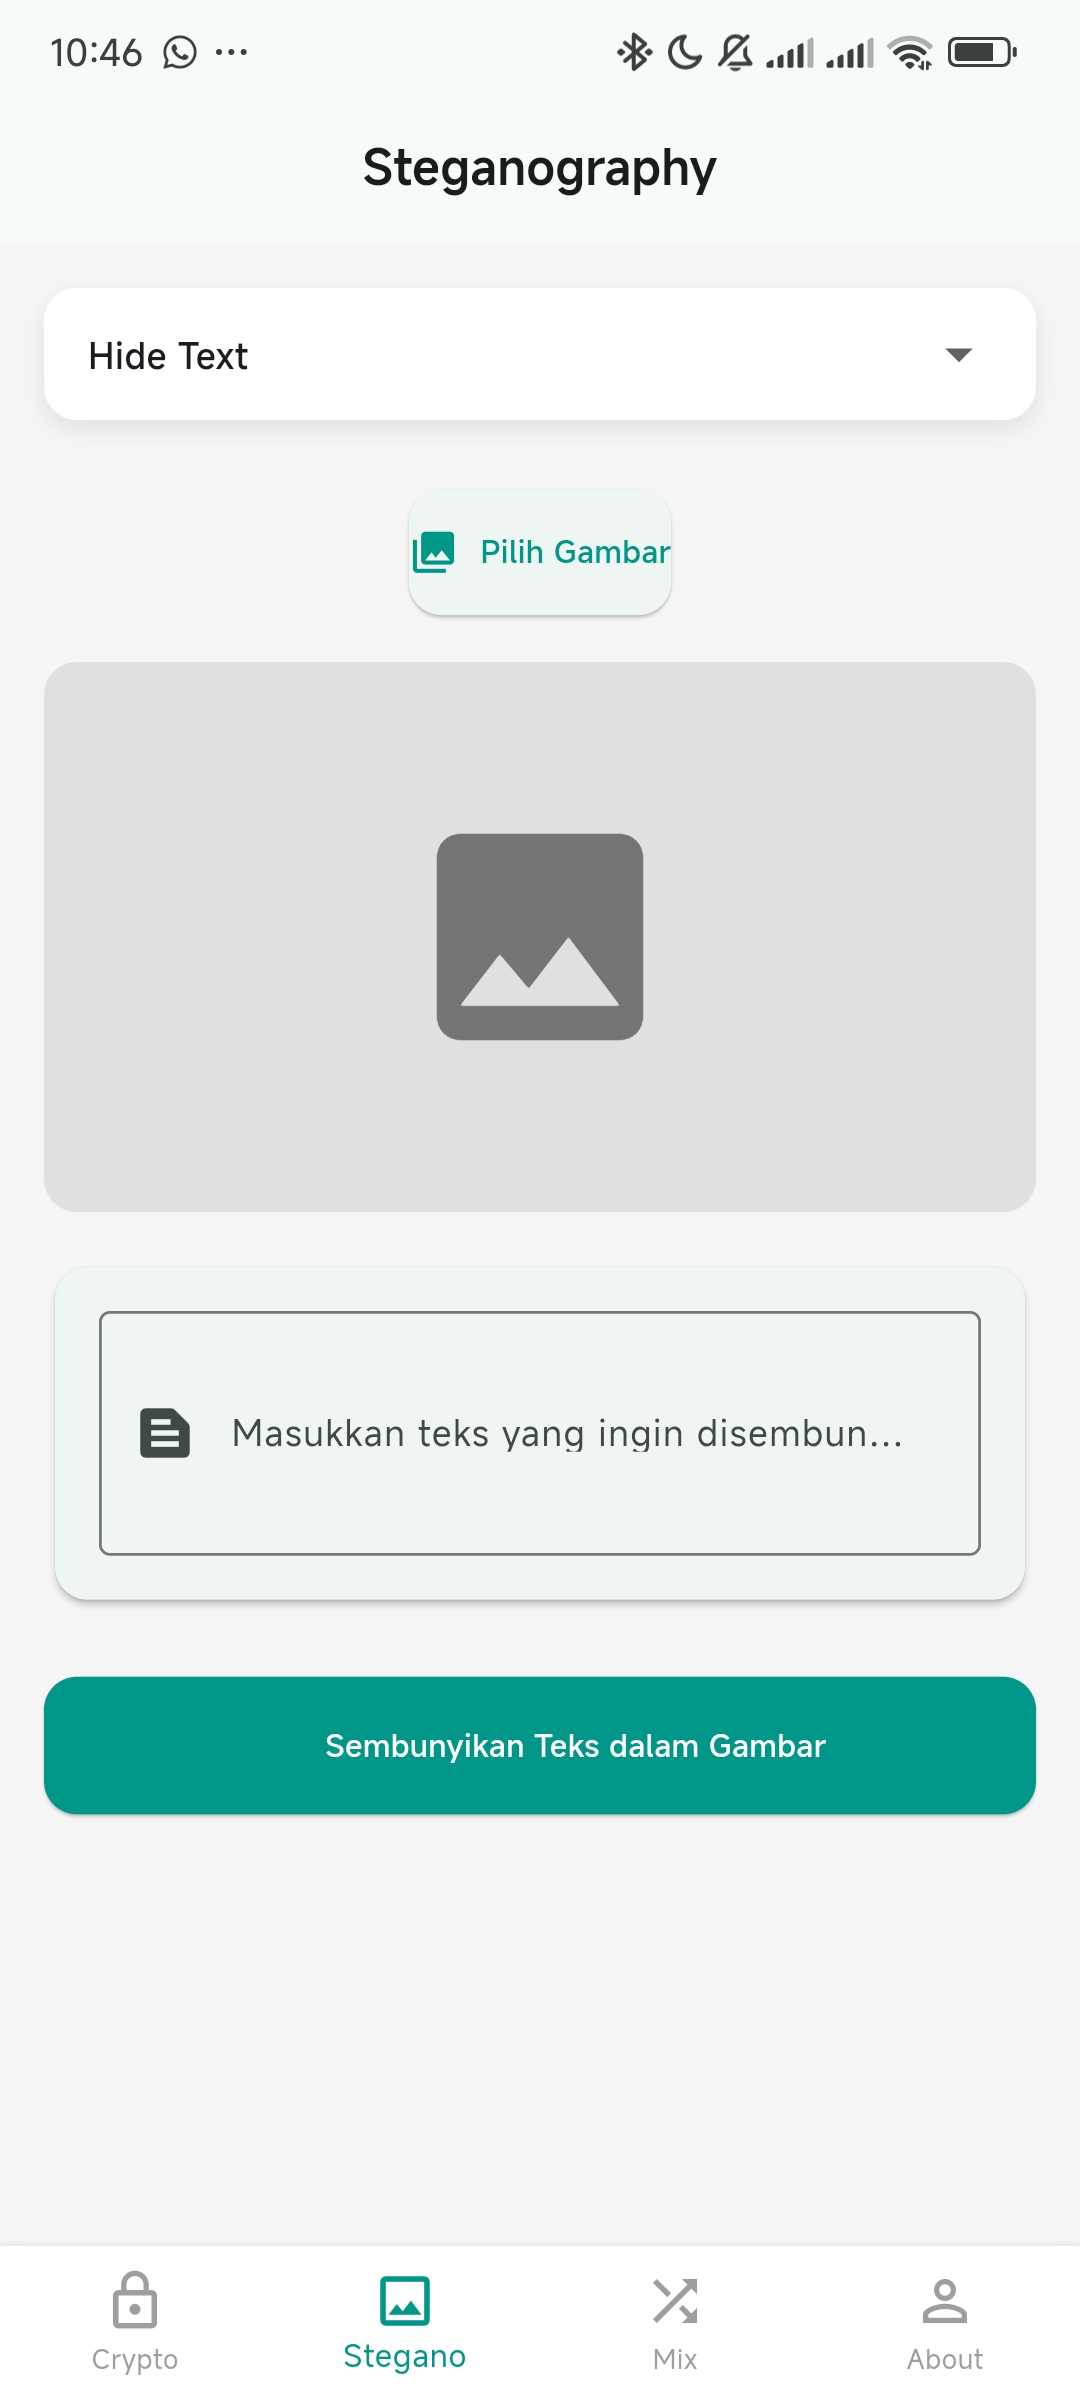 10:46
Steganography
Hide Text
Pilih Gambar
Masukkan teks yang ingin disembun...
Sembunyikan Teks dalam Gambar
Crypto
Stegano
Mix
About